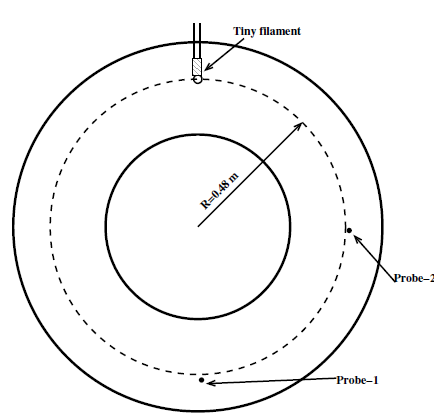 Tiny filament
R=0.48 m
Probe-2
Probe-1